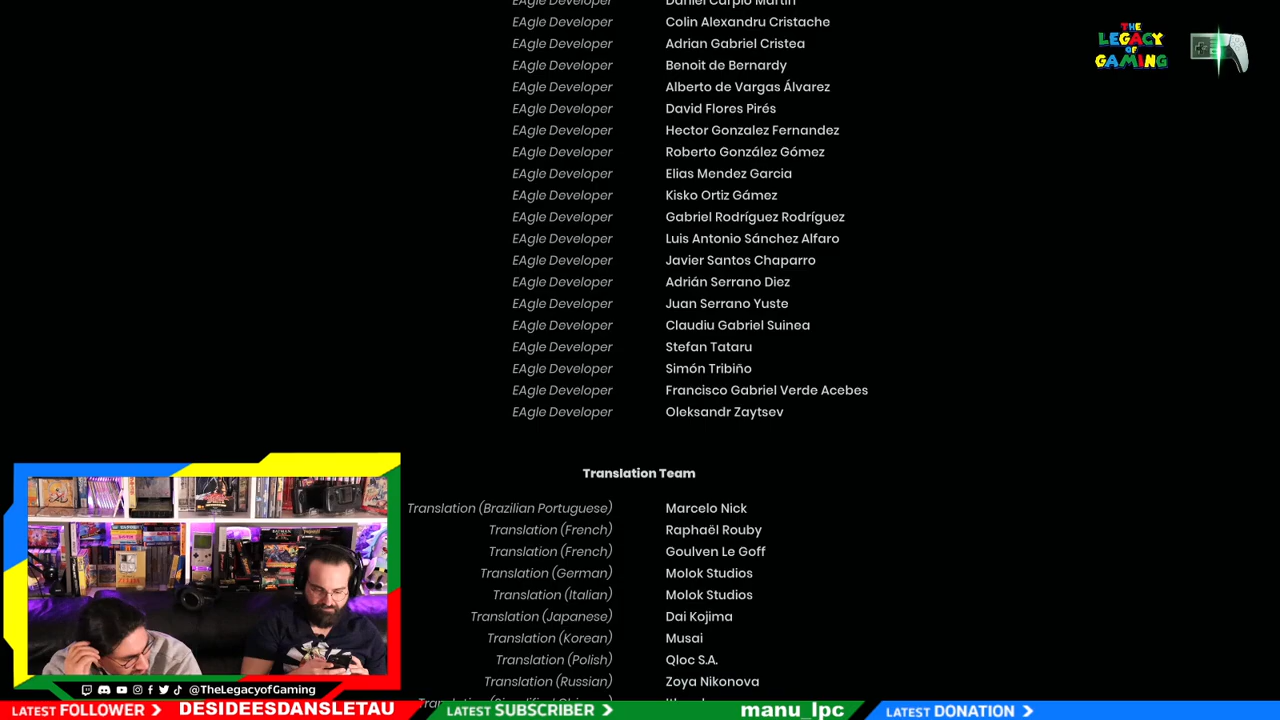 EAgle Developer Daniel Carpio Martín
EAgle Developer Colin Alexandru Cristache
EAgle Developer Adrian Gabriel Cristea
EAgle Developer Benoit de Bernardy
EAgle Developer Alberto de Vargas Álvarez
EAgle Developer David Flores Pirés
EAgle Developer Hector Gonzalez Fernandez
EAgle Developer Roberto González Gómez
EAgle Developer Elias Mendez Garcia
EAgle Developer Kisko Ortiz Gámez
EAgle Developer Gabriel Rodríguez Rodríguez
EAgle Developer Luis Antonio Sánchez Alfaro
EAgle Developer Javier Santos Chaparro
EAgle Developer Adrián Serrano Diez
EAgle Developer Juan Serrano Yuste
EAgle Developer Claudiu Gabriel Suinea
EAgle Developer Stefan Tataru
EAgle Developer Simón Tribiño
EAgle Developer Francisco Gabriel Verde Acebes
EAgle Developer Oleksandr Zaytsev
Translation Team
Translation (Brazilian Portuguese) Marcelo Nick
Translation (French) Raphaël Rouby
Translation (French) Goulven Le Goff
Translation (German) Molok Studios
Translation (Italian) Molok Studios
Translation (Japanese) Dai Kojima
Translation (Korean) Musai
Translation (Polish) Qloc S.A.
Translation (Russian) Zoya Nikonova
THE
LEGACY
OF
GAMING
@TheLegacyofGaming
LATEST FOLLOWER > DESIDEESDANSLETAU
LATEST SUBSCRIBER > manu_lpc
LATEST DONATION >